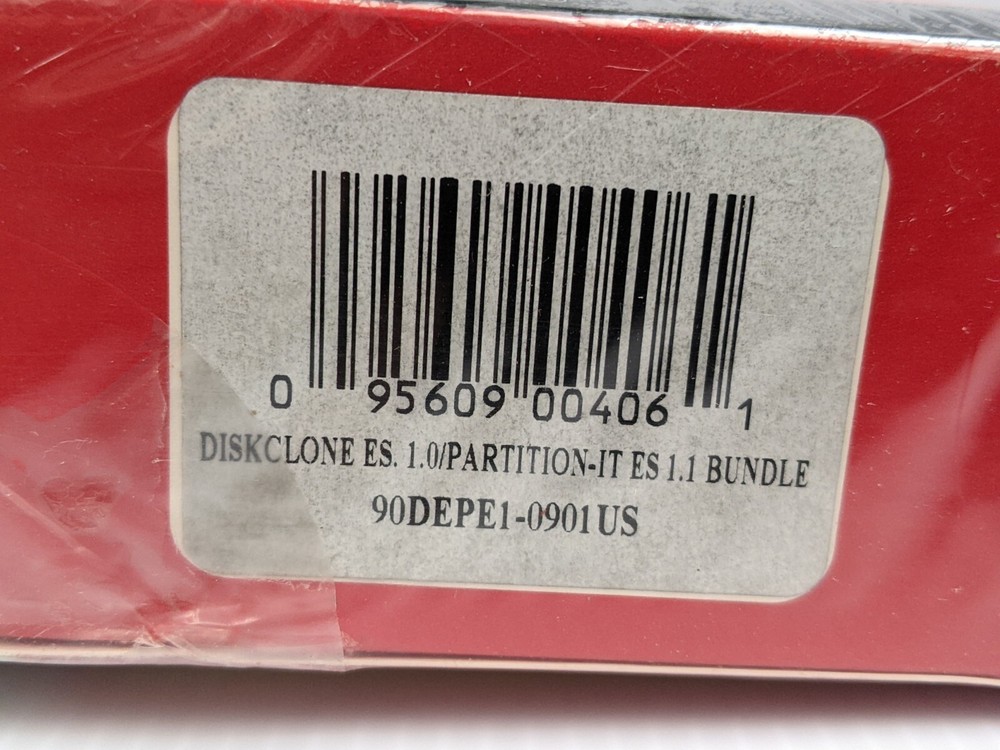 0 95609 00406 1
DISKCLONE ES. 1.0/PARTITION-IT ES 1.1 BUNDLE
90DEPE1-0901US